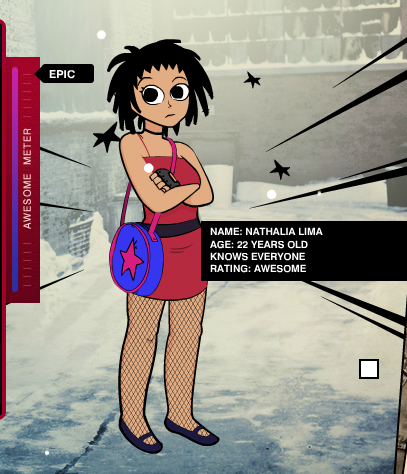 EPIC
AWESOME METER
NAME: NATHALIA LIMA
AGE: 22 YEARS OLD
KNOWS EVERYONE
RATING: AWESOME